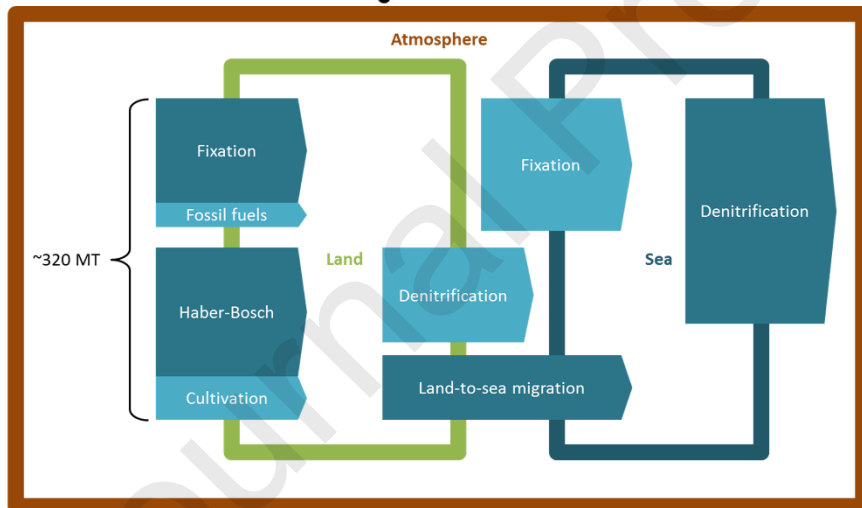 Atmosphere
Fixation
Fossil fuels
~320 MT
Haber-Bosch
Cultivation
Land
Denitrification
Land-to-sea migration
Fixation
Sea
Denitrification